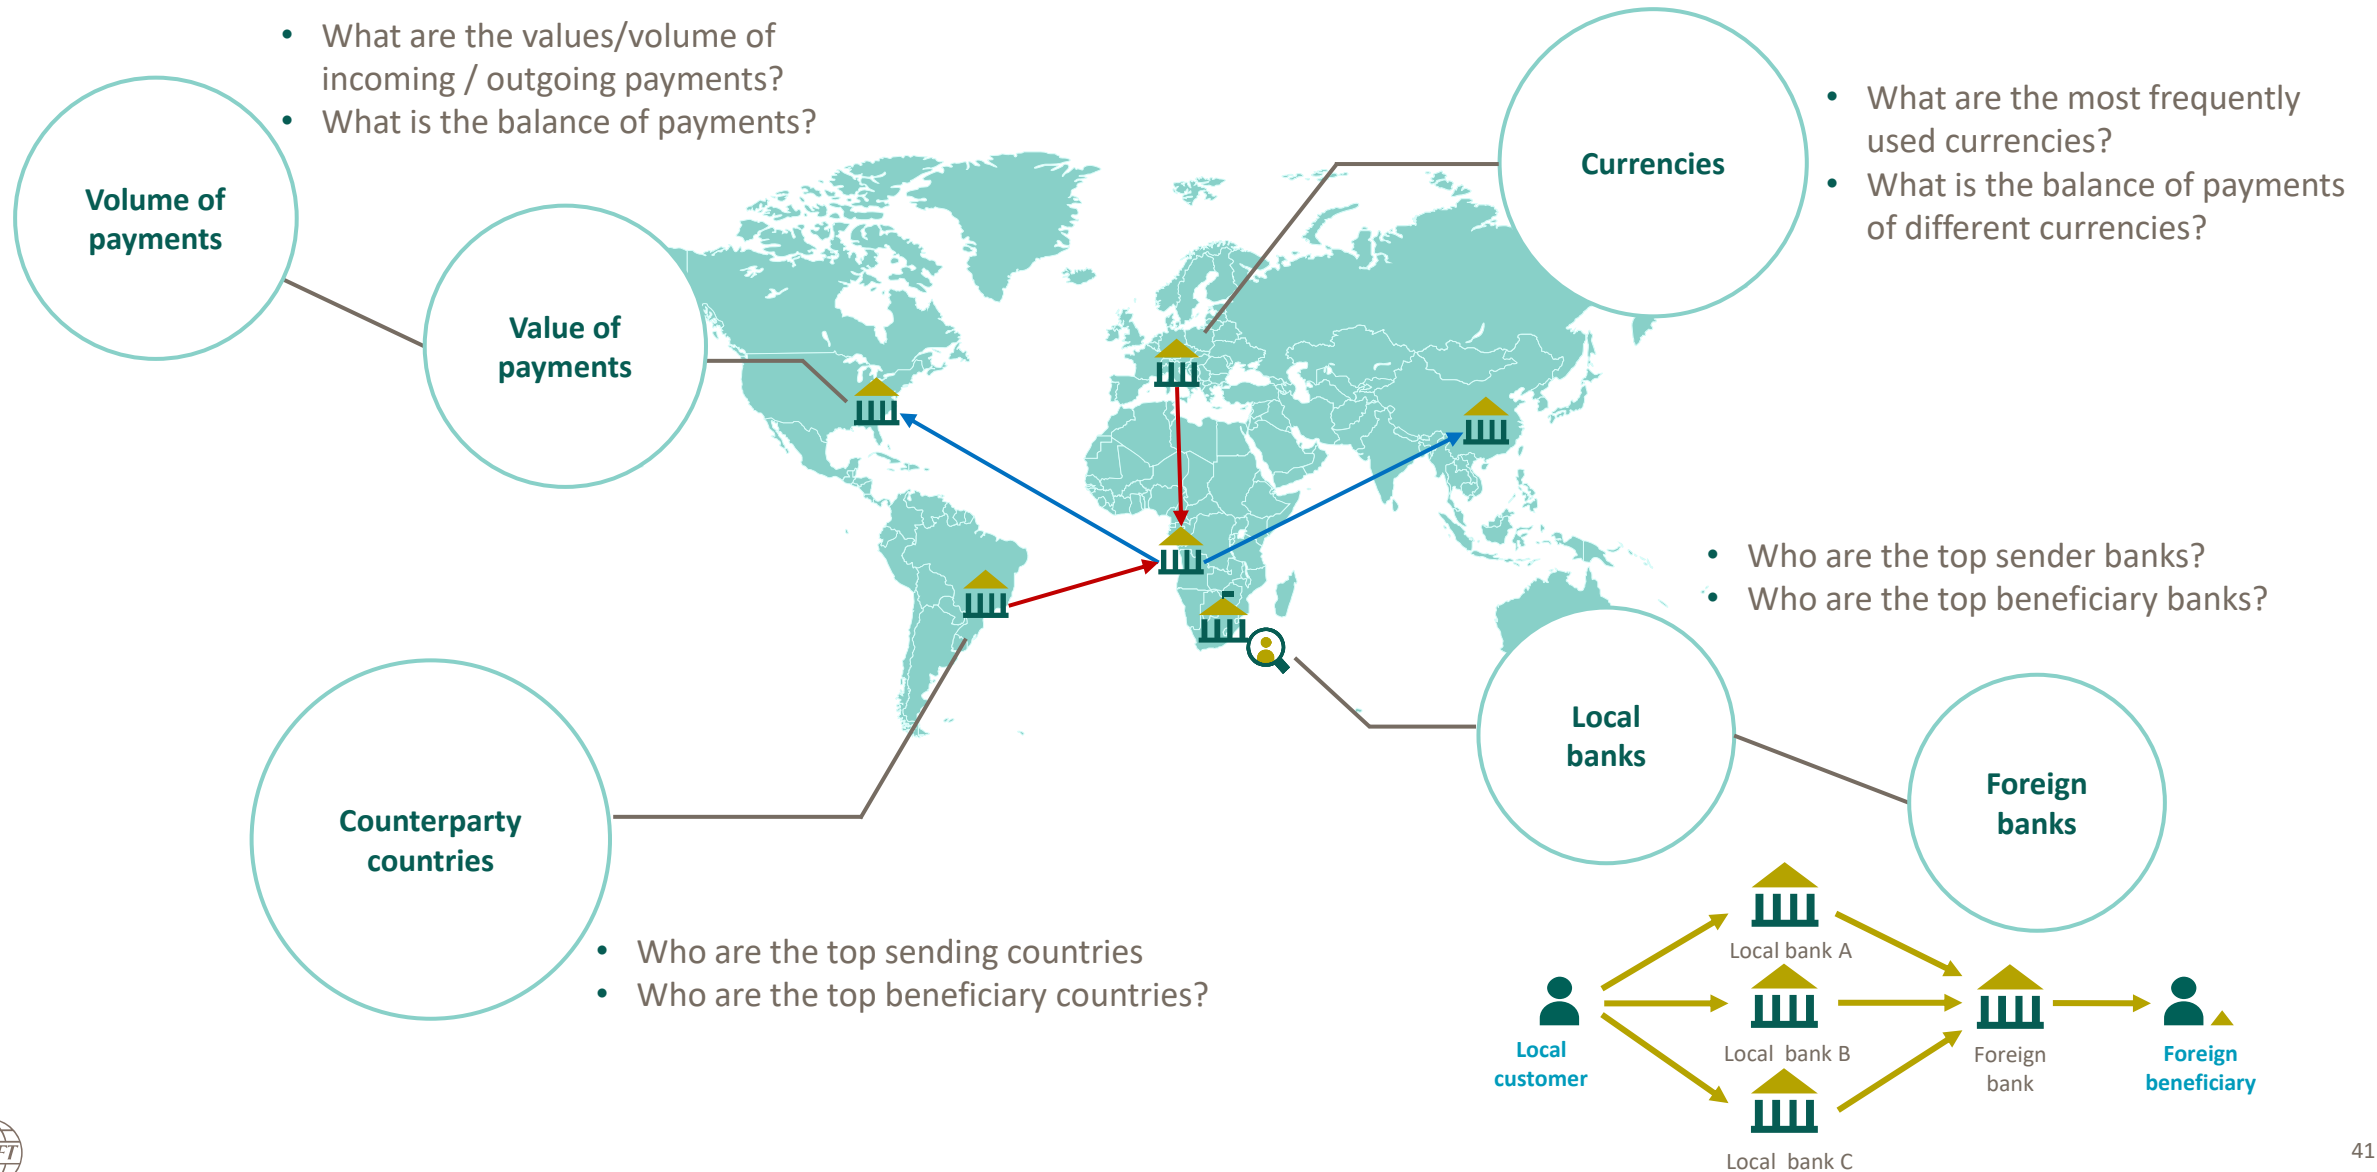 • What are the values/volume of
incoming / outgoing payments?
• What is the balance of payments?
Volume of
payments
Value of
payments
Currencies
• What are the most frequently
used currencies?
• What is the balance of payments
of different currencies?
• Who are the top sender banks?
• Who are the top beneficiary banks?
Local
banks
Foreign
banks
Counterparty
countries
• Who are the top sending countries
• Who are the top beneficiary countries?
Local bank A
Local bank B
Local bank C
Local
customer
Foreign
bank
Foreign
beneficiary
41